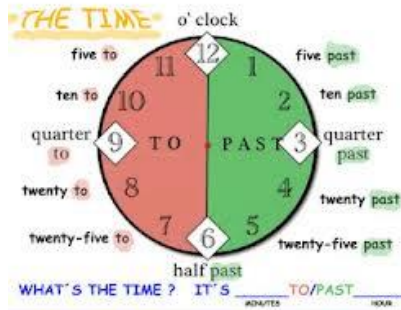 THE TIME
o' clock
five to
12
five past
11
1
ten to
10
2
ten past
quarter to
9
TO
PAST
3
quarter past
twenty to
8
4
twenty past
twenty-five to
7
6
5
twenty-five past
half past
WHAT´S THE TIME ? IT´S ______TO/PAST______
MINUTES
HOUR